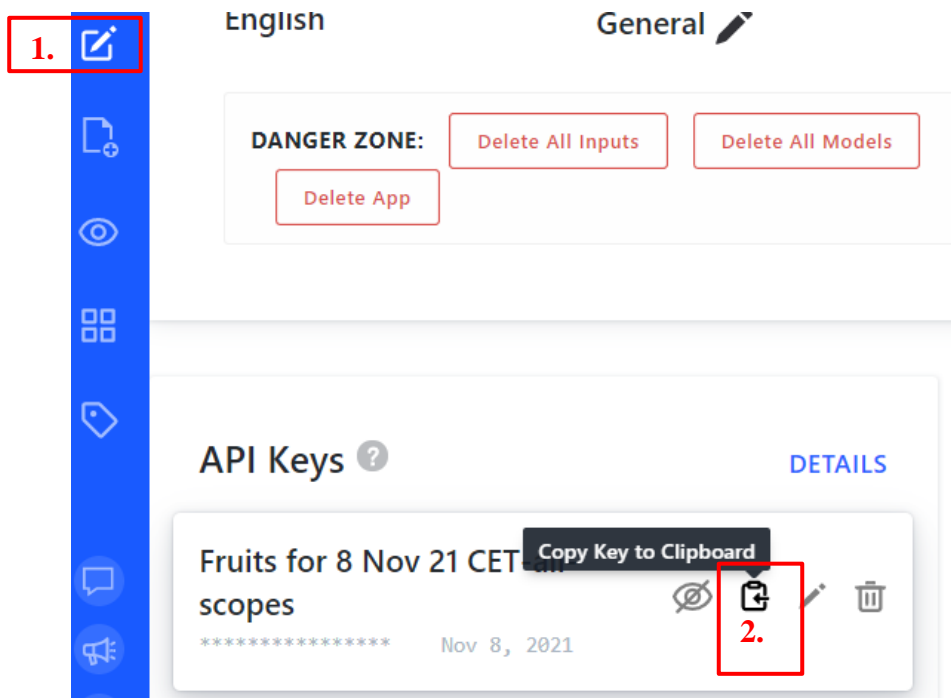 1.
English
General
DANGER ZONE:
Delete All Inputs
Delete All Models
Delete App
API Keys ?
DETAILS
Copy Key to Clipboard
Fruits for 8 Nov 21 CET-all-
scopes
2.
**************** Nov 8, 2021